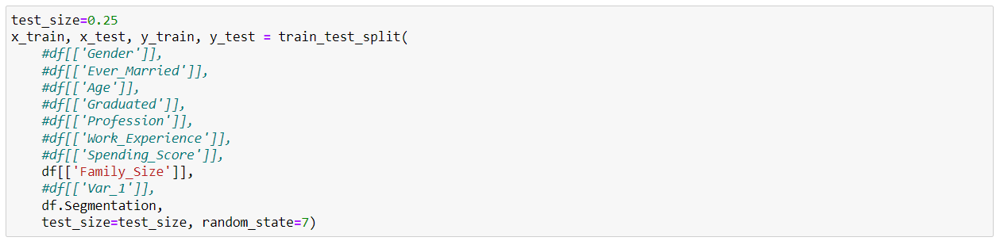 test_size=0.25
x_train, x_test, y_train, y_test = train_test_split(
    #df[['Gender']],
    #df[['Ever_Married']],
    #df[['Age']],
    #df[['Graduated']],
    #df[['Profession']],
    #df[['Work_Experience']],
    #df[['Spending_Score']],
    df[['Family_Size']],
    #df[['Var_1']],
    df.Segmentation,
    test_size=test_size, random_state=7)